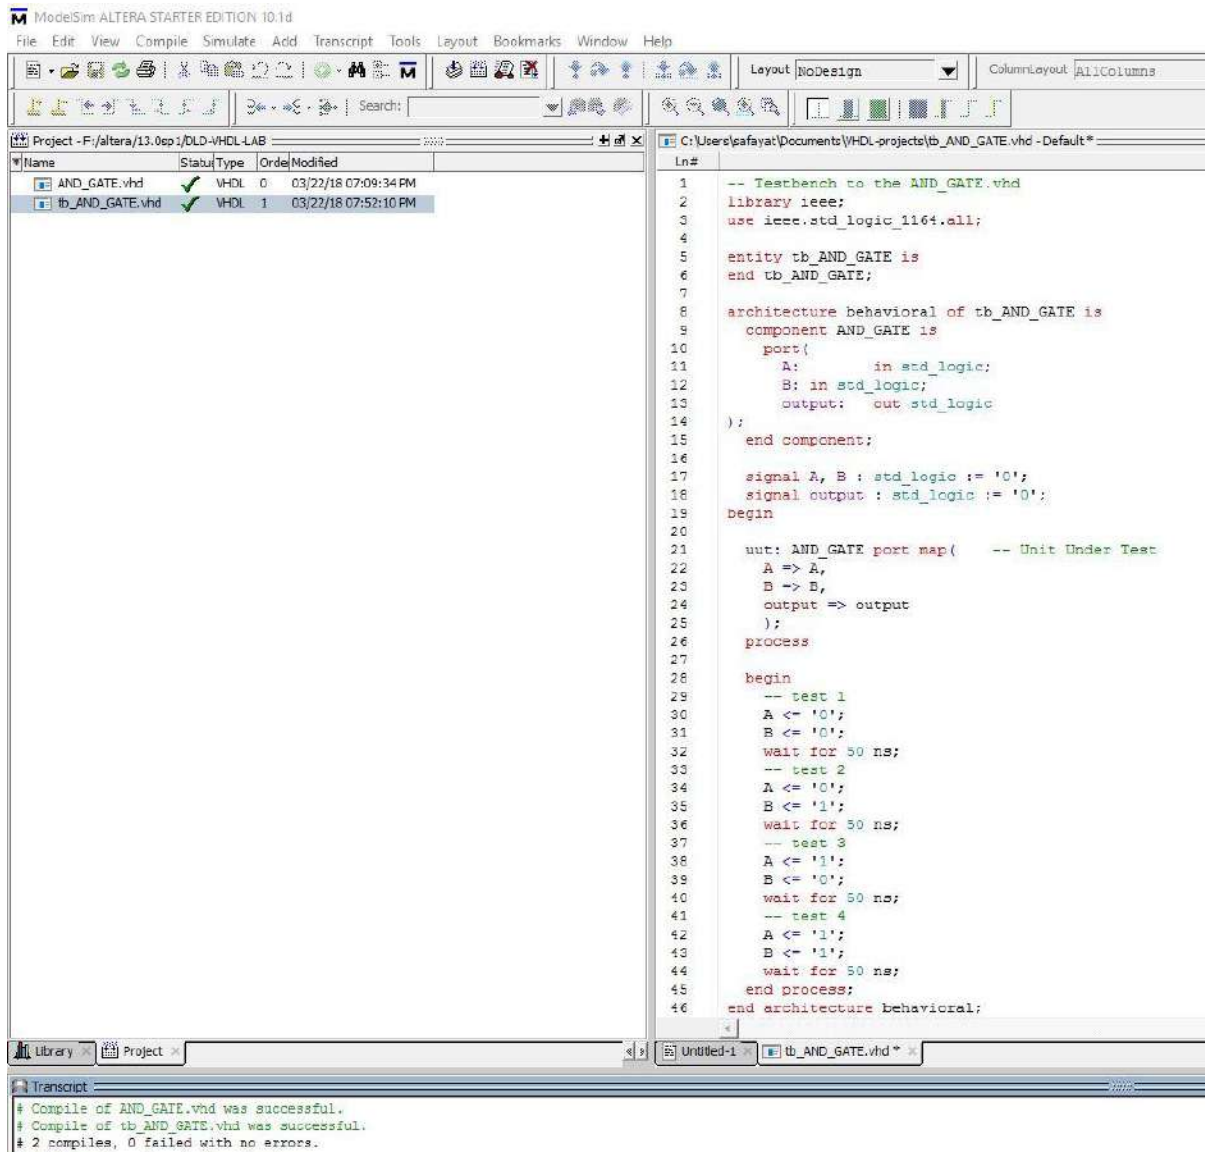 ModelSim ALTERA STARTER EDITION 10.1d
File Edit View Compile Simulate Add Transcript Tools Layout Bookmarks Window Help
Layout NoDesign ColumnLayout AllColumns
Search:
Project - F:/altera/13.0sp1/DLD-VHDL-LAB
Name Status Type Orde Modified
AND_GATE.vhd VHDL 0 03/22/18 07:09:34 PM
tb_AND_GATE.vhd VHDL 1 03/22/18 07:52:10 PM
C:\Users\safayat\Documents\VHDL-projects\tb_AND_GATE.vhd - Default *
Ln#
1 -- Testbench to the AND_GATE.vhd
2 library ieee;
3 use ieee.std_logic_1164.all;
4
5 entity tb_AND_GATE is
6 end tb_AND_GATE;
7
8 architecture behavioral of tb_AND_GATE is
9 component AND_GATE is
10 port(
11 A: in std_logic;
12 B: in std_logic;
13 output: out std_logic
14 );
15 end component;
16
17 signal A, B : std_logic := '0';
18 signal output : std_logic := '0';
19 begin
20
21 uut: AND_GATE port map( -- Unit Under Test
22 A => A,
23 B => B,
24 output => output
25 );
26 process
27
28 begin
29 -- test 1
30 A <= '0';
31 B <= '0';
32 wait for 50 ns;
33 -- test 2
34 A <= '0';
35 B <= '1';
36 wait for 50 ns;
37 -- test 3
38 A <= '1';
39 B <= '0';
40 wait for 50 ns;
41 -- test 4
42 A <= '1';
43 B <= '1';
44 wait for 50 ns;
45 end process;
46 end architecture behavioral;
Library Project
Untitled-1 tb_AND_GATE.vhd *
Transcript
# Compile of AND_GATE.vhd was successful.
# Compile of tb_AND_GATE.vhd was successful.
# 2 compiles, 0 failed with no errors.